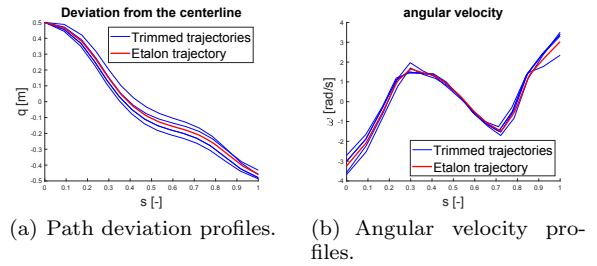 Deviation from the centerline
q [m]
0.5
0.4
0.3
0.2
0.1
0
-0.1
-0.2
-0.3
-0.4
-0.5
Trimmed trajectories
Etalon trajectory
0 0.1 0.2 0.3 0.4 0.5 0.6 0.7 0.8 0.9 1
s [-]
(a) Path deviation profiles.
angular velocity
ω [rad/s]
4
3
2
1
0
-1
-2
-3
-4
Trimmed trajectories
Etalon trajectory
0 0.1 0.2 0.3 0.4 0.5 0.6 0.7 0.8 0.9 1
s [-]
(b) Angular velocity pro-
files.